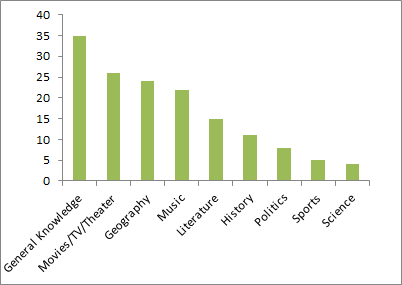 40
35
30
25
20
15
10
5
0
General Knowledge
Movies/TV/Theater
Geography
Music
Literature
History
Politics
Sports
Science